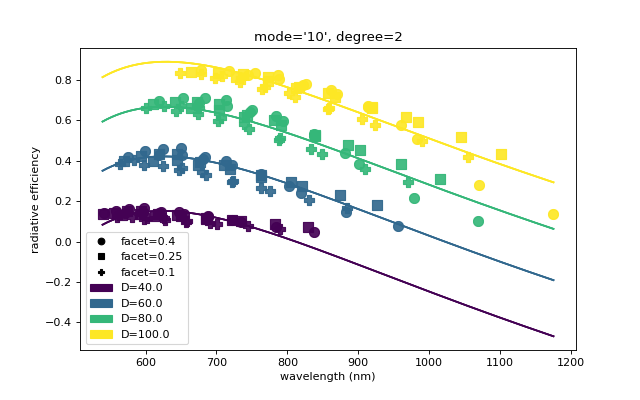 mode='10', degree=2
radiative efficiency
0.8
0.6
0.4
0.2
0.0
−0.2
−0.4
facet=0.4
facet=0.25
facet=0.1
D=40.0
D=60.0
D=80.0
D=100.0
600 700 800 900 1000 1100 1200
wavelength (nm)